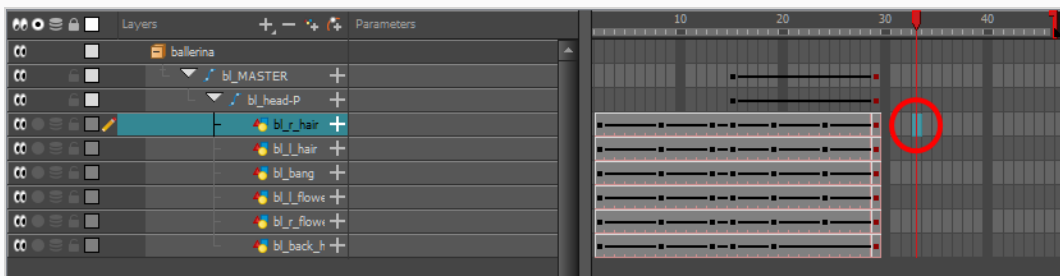 Layers Parameters 10 20 30 40
ballerina
bl_MASTER
bl_head-P
bl_r_hair
bl_l_hair
bl_bang
bl_l_flowe
bl_r_flowe
bl_back_h